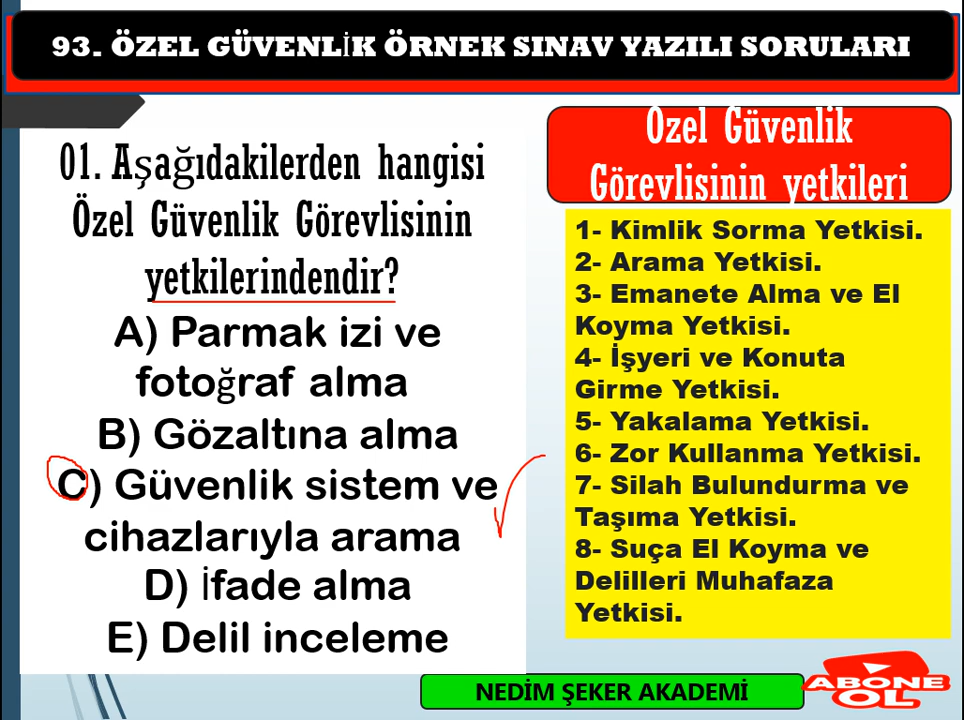 93. ÖZEL GÜVENLİK ÖRNEK SINAV YAZILI SORULARI
01. Aşağıdakilerden hangisi
Özel Güvenlik Görevlisinin
yetkilerindendir?
A) Parmak izi ve
fotoğraf alma
B) Gözaltına alma
C) Güvenlik sistem ve
cihazlarıyla arama
D) İfade alma
E) Delil inceleme
Özel Güvenlik
Görevlisinin yetkileri
1- Kimlik Sorma Yetkisi.
2- Arama Yetkisi.
3- Emanete Alma ve El
Koyma Yetkisi.
4- İşyeri ve Konuta
Girme Yetkisi.
5- Yakalama Yetkisi.
6- Zor Kullanma Yetkisi.
7- Silah Bulundurma ve
Taşıma Yetkisi.
8- Suça El Koyma ve
Delilleri Muhafaza
Yetkisi.
NEDİM ŞEKER AKADEMİ
ABONE
OL